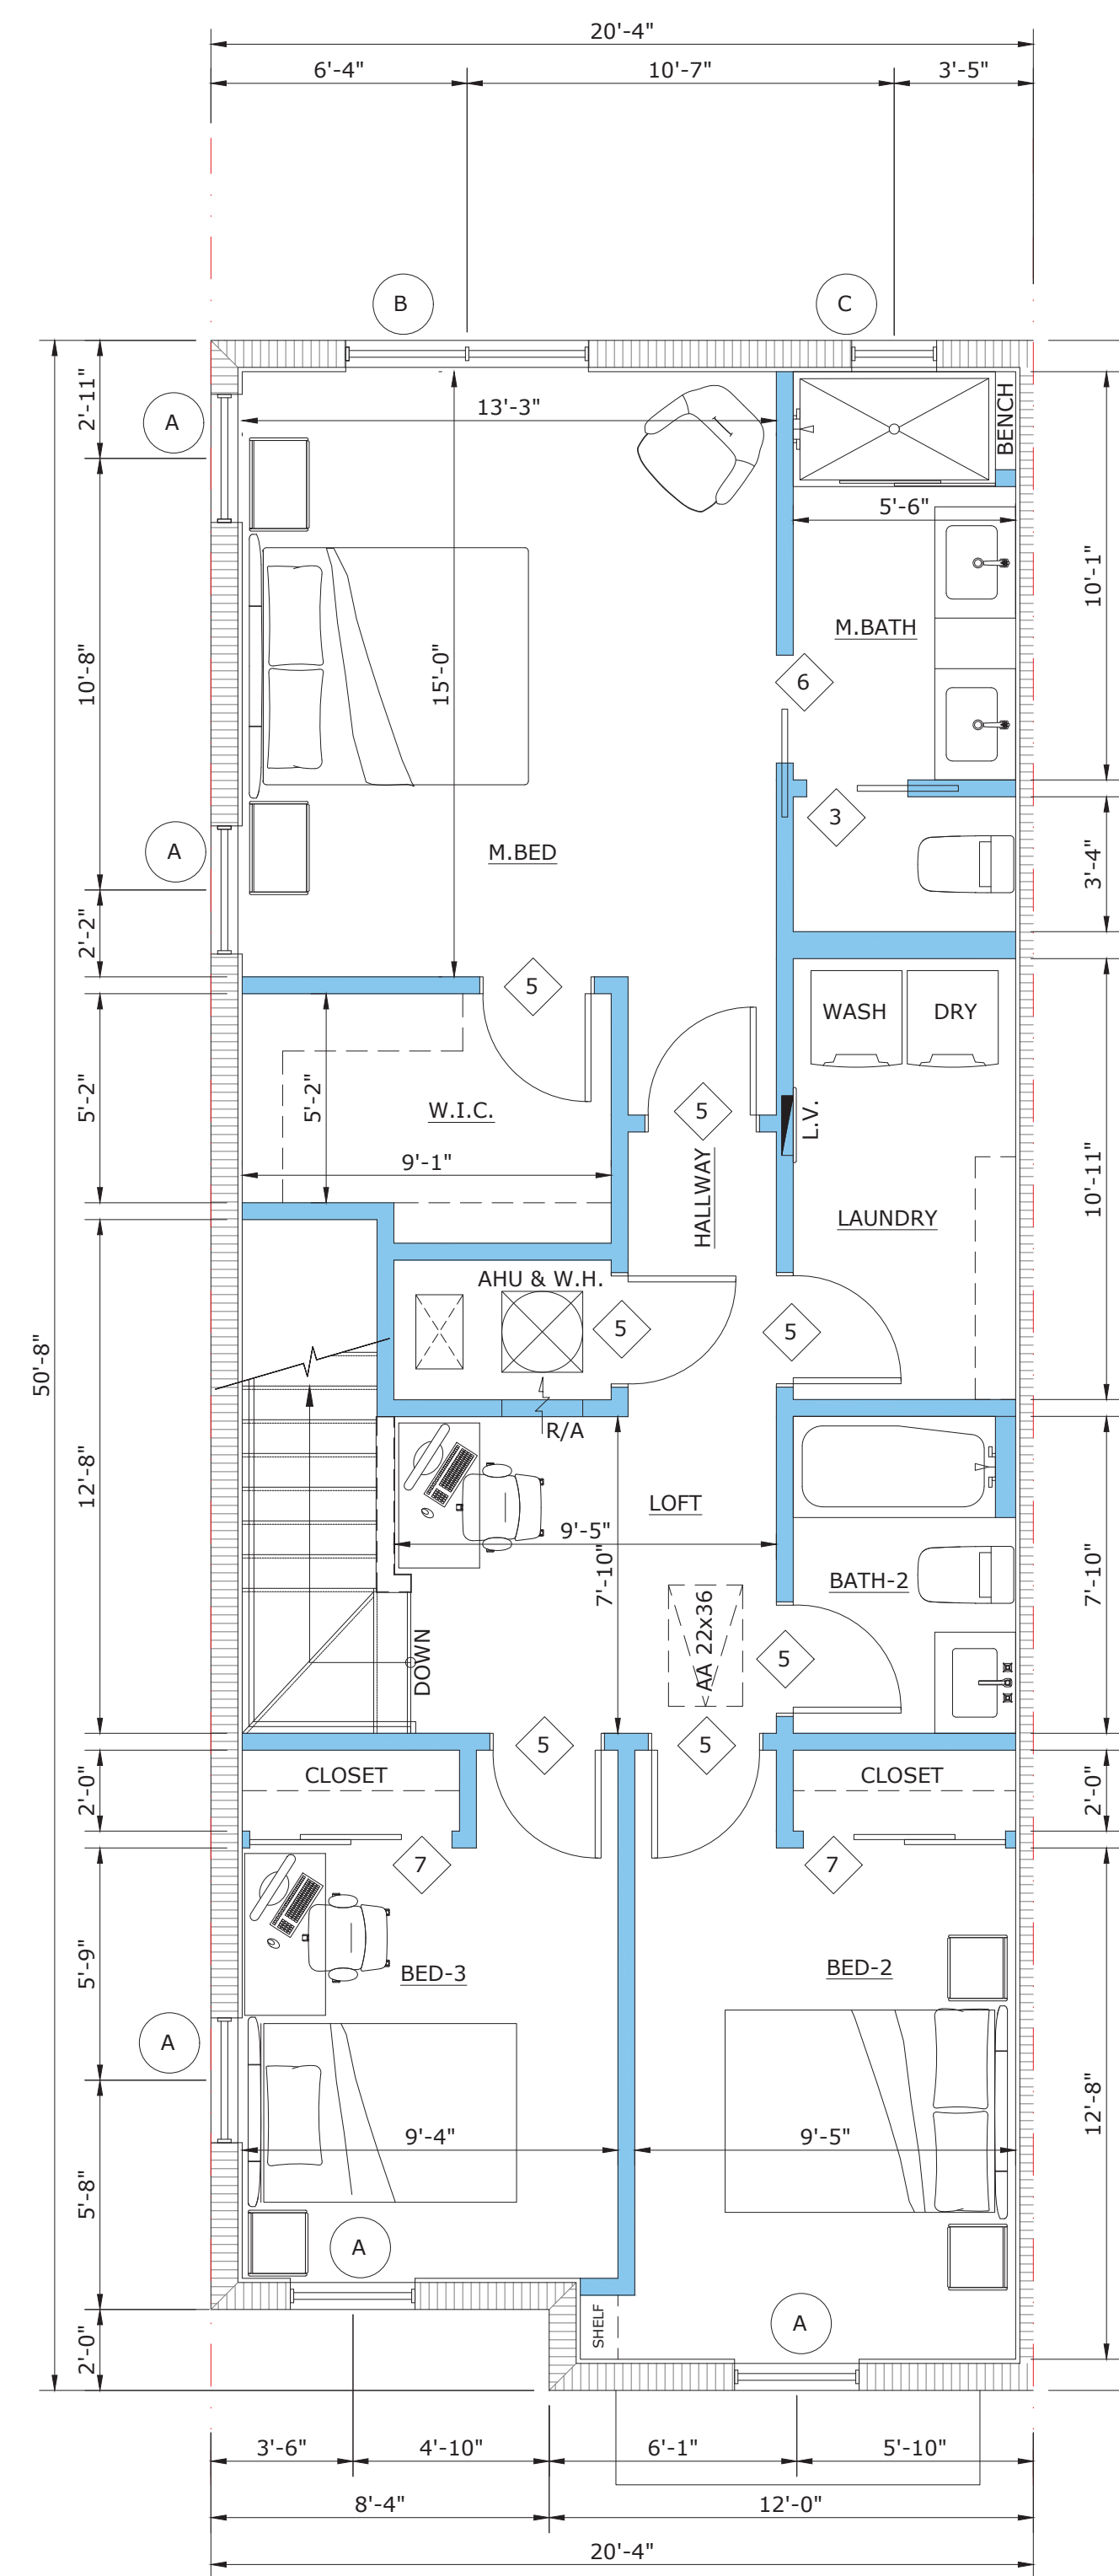 20'-4"
6'-4" 10'-7" 3'-5"
B C
2'-11"
A
13'-3"
BENCH
5'-6"
10'-1"
M.BATH
10'-8"
15'-0"
6
3
A
M.BED
3'-4"
2'-2"
5
WASH DRY
5'-2"
5'-2"
W.I.C.
5
L.V.
9'-1"
HALLWAY
LAUNDRY
10'-11"
AHU & W.H.
5
5
50'-8"
R/A
12'-8"
LOFT
9'-5"
7'-10"
BATH-2
7'-10"
AA 22x36
DOWN
5
5
5
2'-0"
CLOSET
CLOSET
2'-0"
7
7
5'-9"
BED-3
BED-2
A
9'-4"
9'-5"
12'-8"
5'-8"
A
SHELF
A
2'-0"
3'-6" 4'-10" 6'-1" 5'-10"
8'-4" 12'-0"
20'-4"